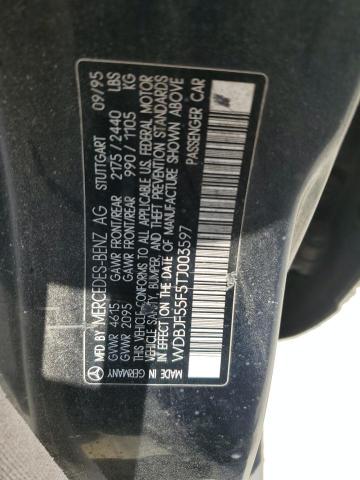 MFG.BY MERCEDES-BENZ AG STUTTGART 09/95
GVWR 4615 GAWR FRONT/REAR 2175/2440 LBS
GVWR 2095 GAWR FRONT/REAR 990/1105 KG
MADE IN GERMANY
THIS VEHICLE CONFORMS TO ALL APPLICABLE U.S. FEDERAL MOTOR
VEHICLE SAFETY, BUMPER, AND THEFT PREVENTION STANDARDS
IN EFFECT ON THE DATE OF MANUFACTURE SHOWN ABOVE
WDBJF55F5TJ003597 PASSENGER CAR